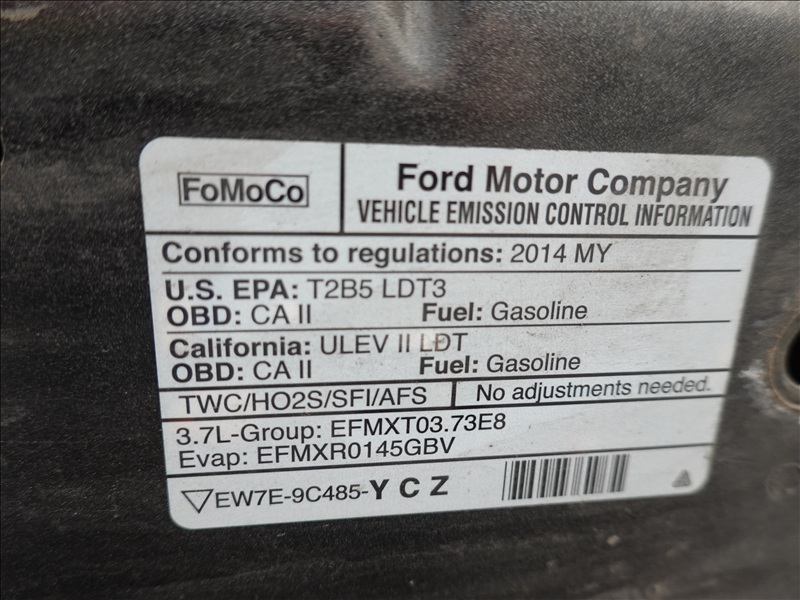 FoMoCo
Ford Motor Company
VEHICLE EMISSION CONTROL INFORMATION
Conforms to regulations: 2014 MY
U.S. EPA: T2B5 LDT3
OBD: CA II Fuel: Gasoline
California: ULEV II LDT
OBD: CA II Fuel: Gasoline
TWC/HO2S/SFI/AFS No adjustments needed.
3.7L-Group: EFMXT03.73E8
Evap: EFMXR0145GBV
EW7E-9C485-Y C Z